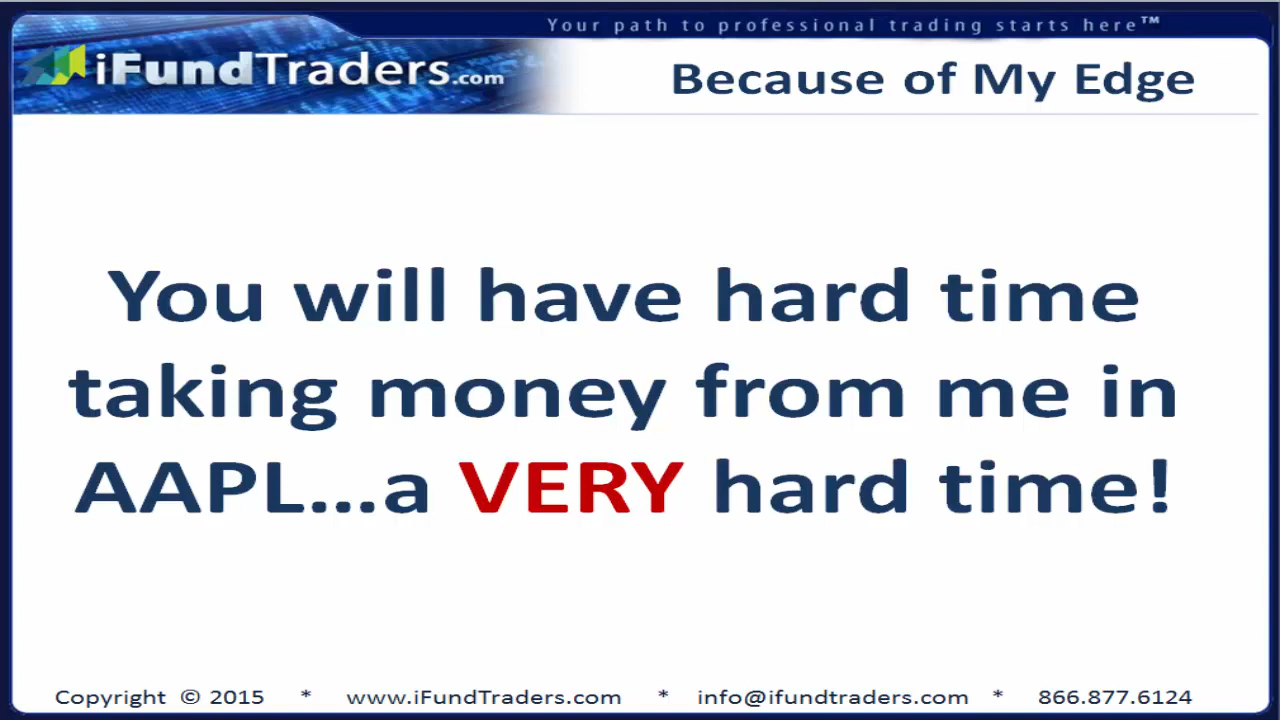 Your path to professional trading starts here™
iFundTraders.com
Because of My Edge
You will have hard time
taking money from me in
AAPL...a VERY hard time!
Copyright © 2015 * www.iFundTraders.com * info@ifundtraders.com * 866.877.6124